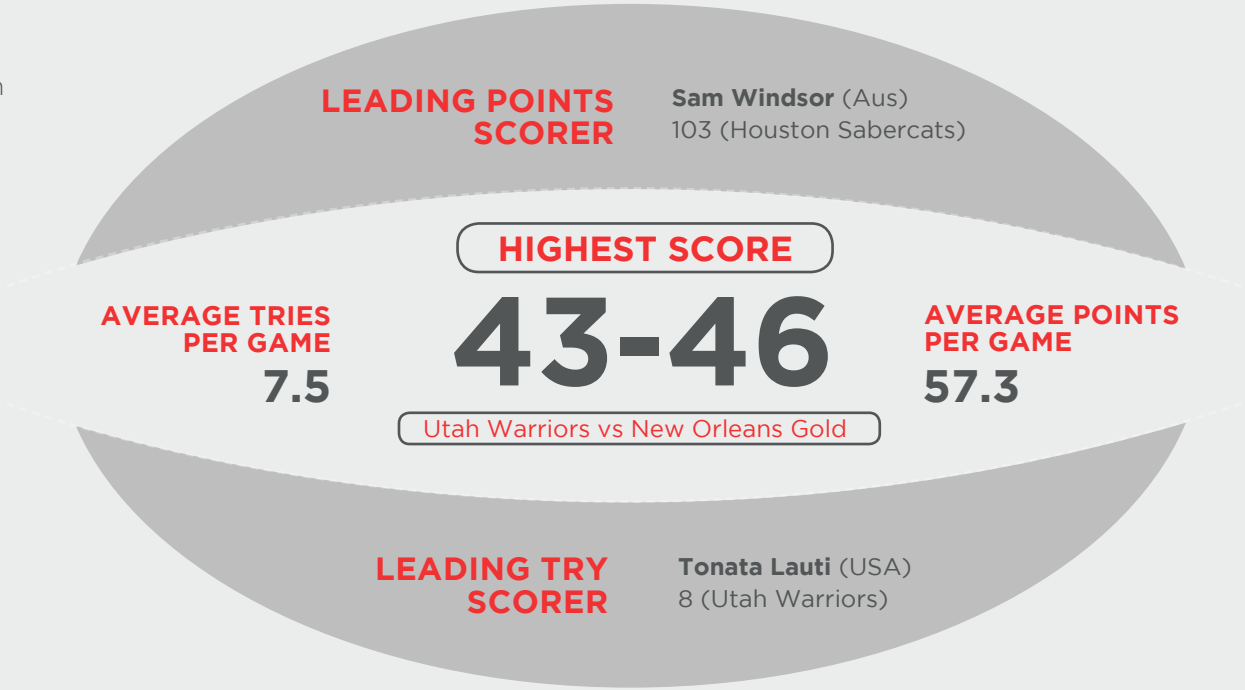 LEADING POINTS
SCORER
Sam Windsor (Aus)
103 (Houston Sabercats)
HIGHEST SCORE
43-46
Utah Warriors vs New Orleans Gold
AVERAGE TRIES
PER GAME
7.5
AVERAGE POINTS
PER GAME
57.3
LEADING TRY
SCORER
Tonata Lauti (USA)
8 (Utah Warriors)